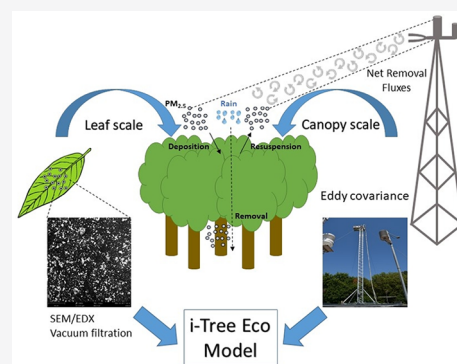 Net Removal
Fluxes
PM2.5
Rain
Leaf scale
Canopy scale
Deposition
Resuspension
Removal
Eddy covariance
SEM/EDX
Vacuum filtration
i-Tree Eco
Model